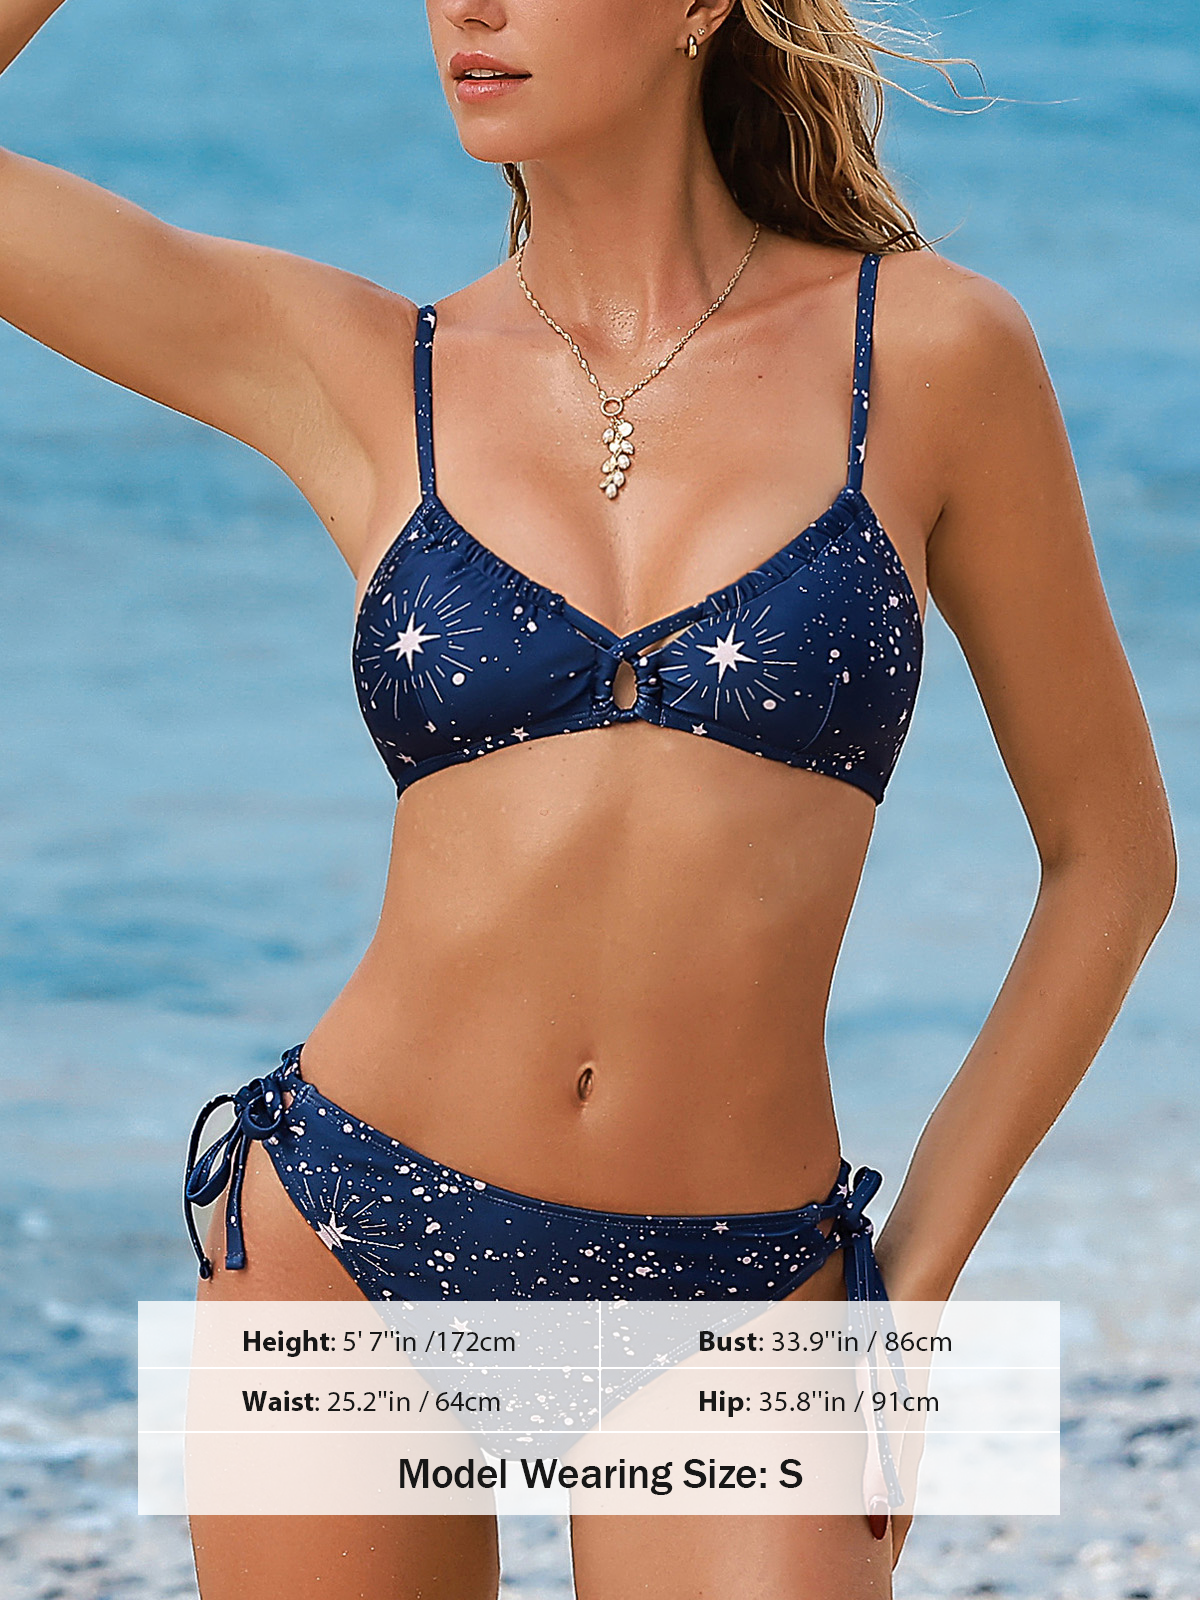 Height: 5' 7"in /172cm
Bust: 33.9"in / 86cm
Waist: 25.2"in / 64cm
Hip: 35.8"in / 91cm
Model Wearing Size: S